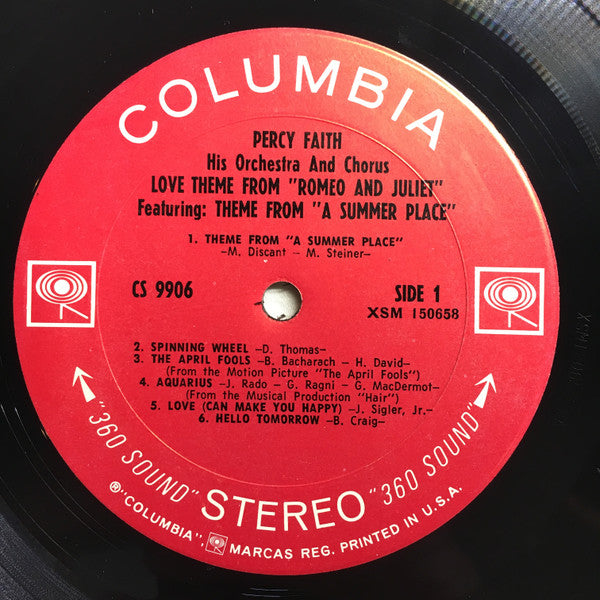 COLUMBIA
PERCY FAITH
His Orchestra And Chorus
LOVE THEME FROM "ROMEO AND JULIET"
Featuring: THEME FROM "A SUMMER PLACE"
1. THEME FROM "A SUMMER PLACE"
—M. Discant — M. Steiner—
CS 9906
SIDE 1
XSM 150658
2. SPINNING WHEEL —D. Thomas—
3. THE APRIL FOOLS —B. Bacharach — H. David—
(From the Motion Picture "The April Fools")
4. AQUARIUS —J. Rado — G. Ragni — G. MacDermot—
(From the Musical Production "Hair")
5. LOVE (CAN MAKE YOU HAPPY) —J. Sigler, Jr.—
6. HELLO TOMORROW —B. Craig—
"360 SOUND" STEREO "360 SOUND"
®"COLUMBIA", MARCAS REG. PRINTED IN U.S.A.